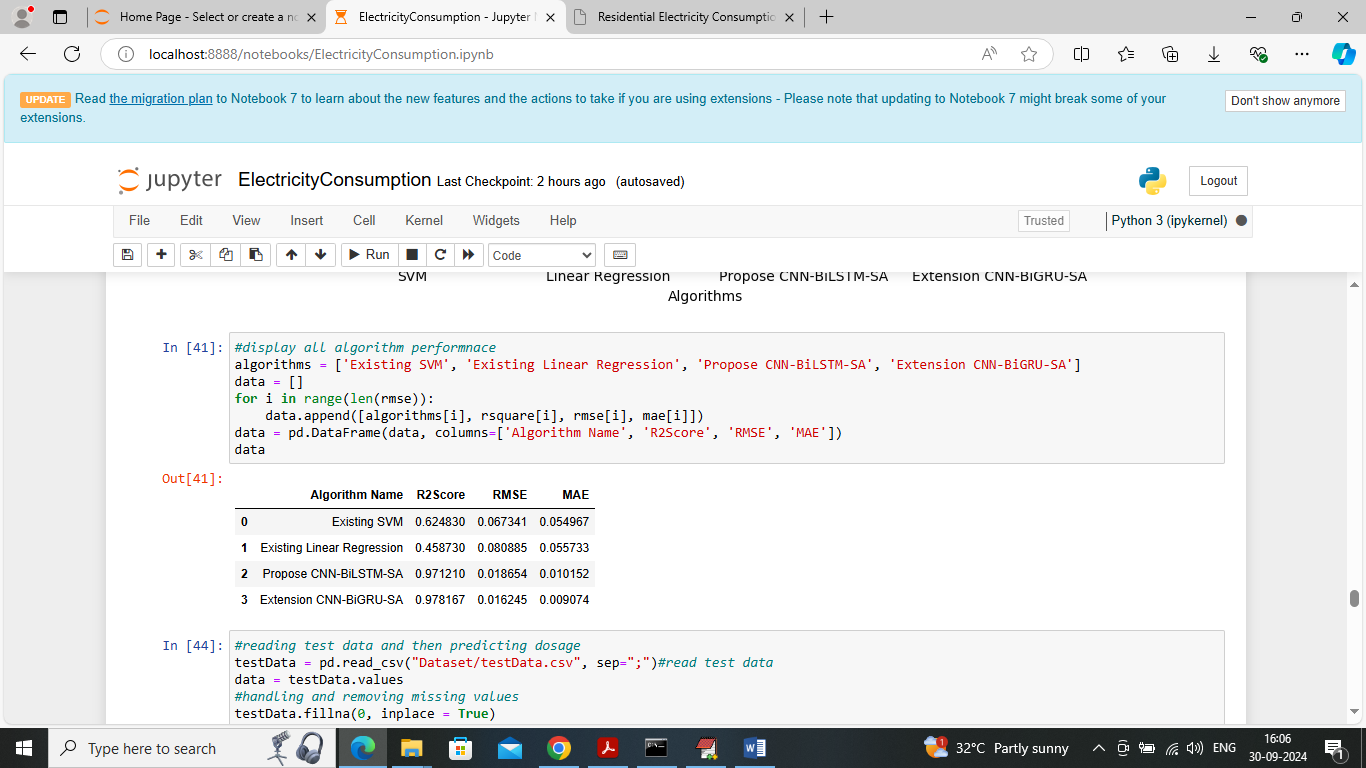 Home Page - Select or create a no
ElectricityConsumption - Jupyter
Residential Electricity Consumptio
localhost:8888/notebooks/ElectricityConsumption.ipynb
UPDATE Read the migration plan to Notebook 7 to learn about the new features and the actions to take if you are using extensions - Please note that updating to Notebook 7 might break some of your
extensions.
Don't show anymore
jupyter ElectricityConsumption Last Checkpoint: 2 hours ago (autosaved)
Logout
File Edit View Insert Cell Kernel Widgets Help
Trusted
Python 3 (ipykernel)
Run
Code
SVM Linear Regression Propose CNN-BiLSTM-SA Extension CNN-BiGRU-SA
Algorithms
In [41]:
#display all algorithm performnace
algorithms = ['Existing SVM', 'Existing Linear Regression', 'Propose CNN-BiLSTM-SA', 'Extension CNN-BiGRU-SA']
data = []
for i in range(len(rmse)):
    data.append([algorithms[i], rsquare[i], rmse[i], mae[i]])
data = pd.DataFrame(data, columns=['Algorithm Name', 'R2Score', 'RMSE', 'MAE'])
data
Out[41]:
Algorithm Name R2Score RMSE MAE
0 Existing SVM 0.624830 0.067341 0.054967
1 Existing Linear Regression 0.458730 0.080885 0.055733
2 Propose CNN-BiLSTM-SA 0.971210 0.018654 0.010152
3 Extension CNN-BiGRU-SA 0.978167 0.016245 0.009074
In [44]:
#reading test data and then predicting dosage
testData = pd.read_csv("Dataset/testData.csv", sep=";")#read test data
data = testData.values
#handling and removing missing values
testData.fillna(0, inplace = True)
Type here to search
32°C Partly sunny
ENG
16:06
30-09-2024